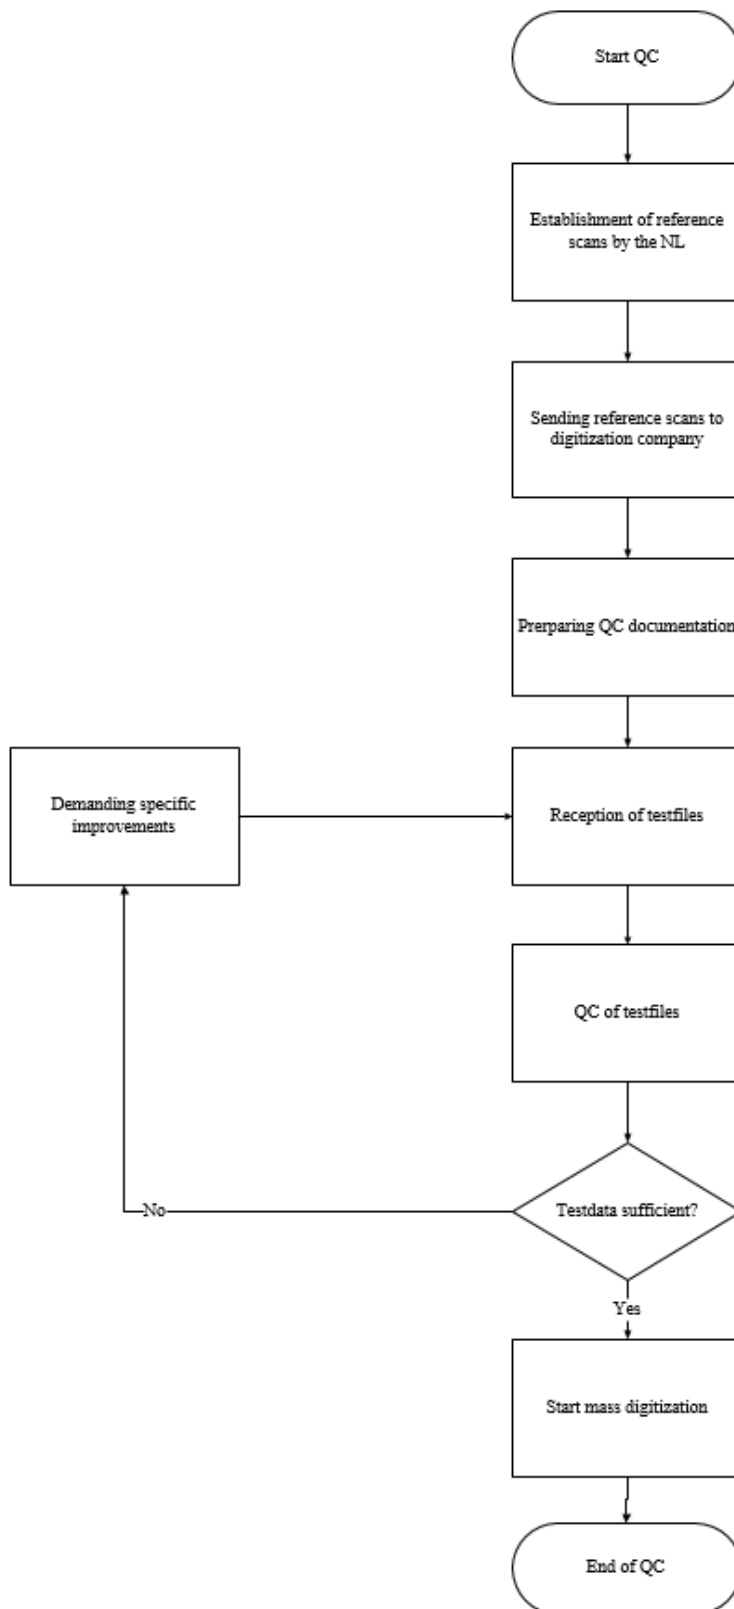 Start QC
Establishment of reference
scans by the NL
Sending reference scans to
digitization company
Prerparing QC documentation
Demanding specific
improvements
Reception of testfiles
QC of testfiles
Testdata sufficient?
No
Yes
Start mass digitization
End of QC